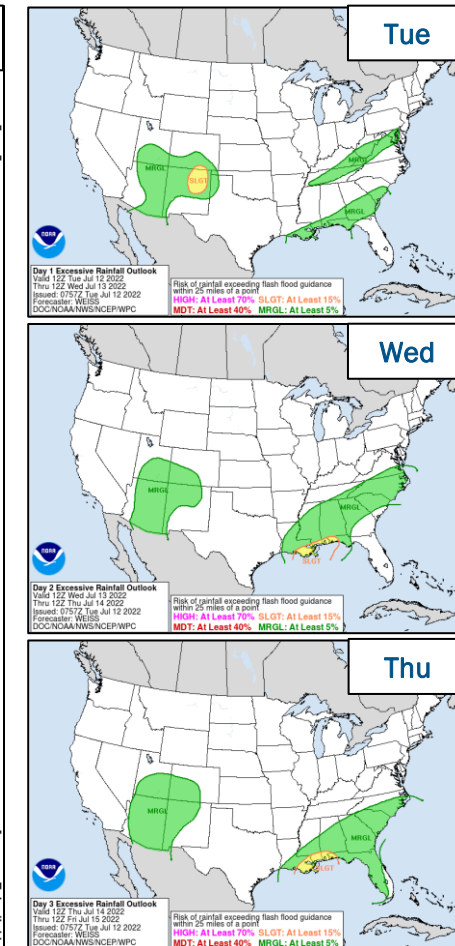 Tue
MRGL
SLGT
MRGL
MRGL
NOAA
Day 1 Excessive Rainfall Outlook
Valid 12Z Tue Jul 12 2022
Thru 12Z Wed Jul 13 2022
Issued: 0757Z Tue Jul 12 2022
Forecaster: WEISS
DOC/NOAA/NWS/NCEP/WPC
Risk of rainfall exceeding flash flood guidance
within 25 miles of a point
HIGH: At Least 70% SLGT: At Least 15%
MDT: At Least 40% MRGL: At Least 5%
Wed
MRGL
MRGL
SLGT
NOAA
Day 2 Excessive Rainfall Outlook
Valid 12Z Wed Jul 13 2022
Thru 12Z Thu Jul 14 2022
Issued: 0757Z Tue Jul 12 2022
Forecaster: WEISS
DOC/NOAA/NWS/NCEP/WPC
Risk of rainfall exceeding flash flood guidance
within 25 miles of a point
HIGH: At Least 70% SLGT: At Least 15%
MDT: At Least 40% MRGL: At Least 5%
Thu
MRGL
MRGL
SLGT
NOAA
Day 3 Excessive Rainfall Outlook
Valid 12Z Thu Jul 14 2022
Thru 12Z Fri Jul 15 2022
Issued: 0757Z Tue Jul 12 2022
Forecaster: WEISS
DOC/NOAA/NWS/NCEP/WPC
Risk of rainfall exceeding flash flood guidance
within 25 miles of a point
HIGH: At Least 70% SLGT: At Least 15%
MDT: At Least 40% MRGL: At Least 5%